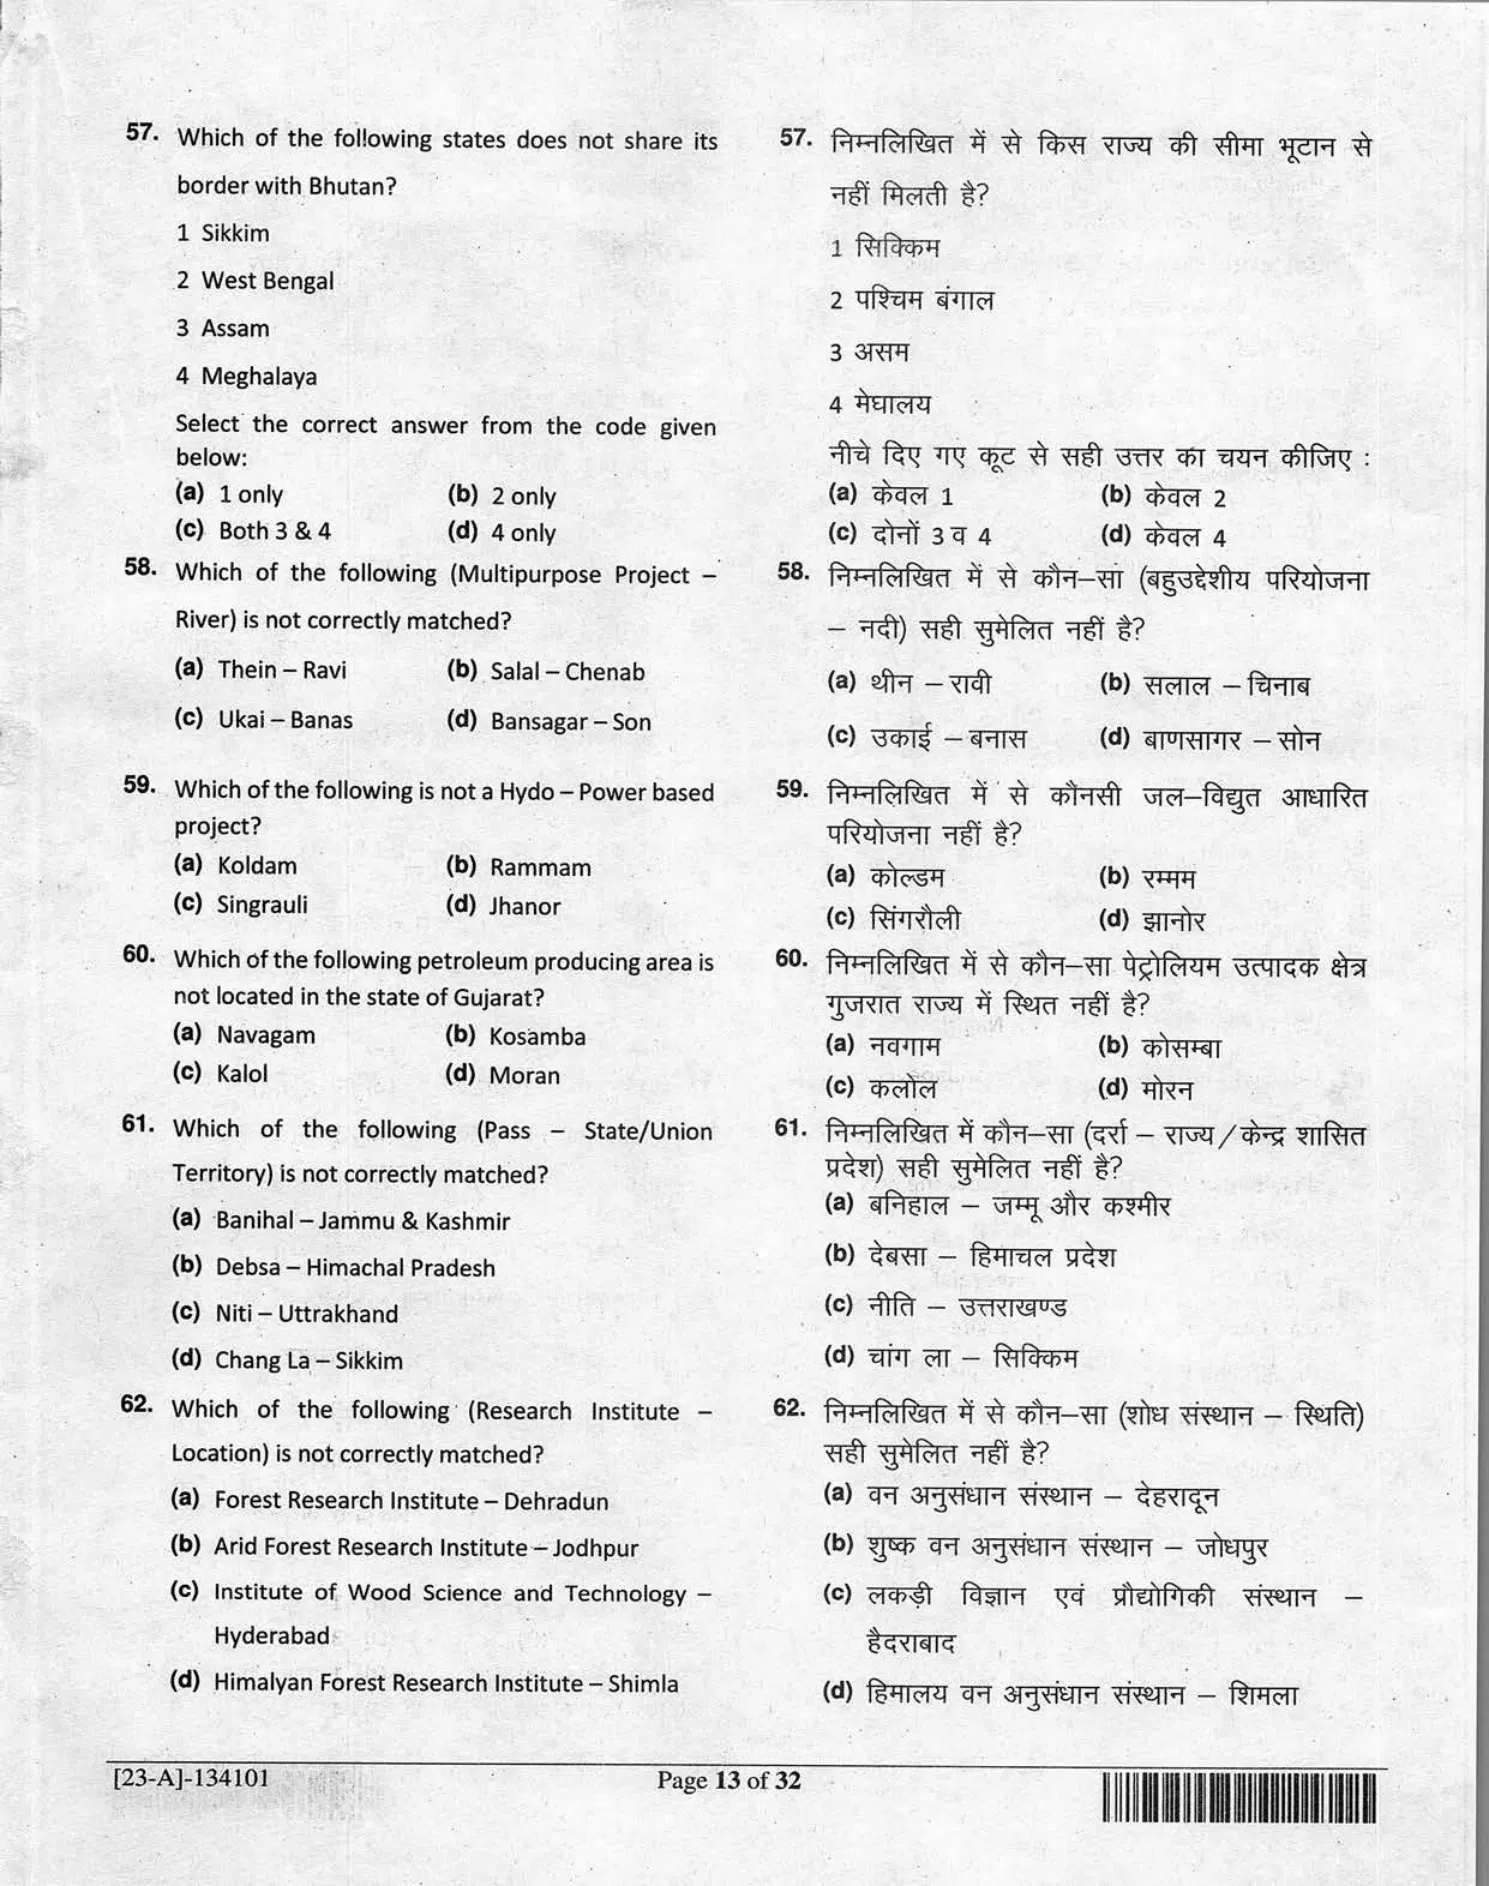 57. Which of the following states does not share its
border with Bhutan?
1 Sikkim
2 West Bengal
3 Assam
4 Meghalaya
Select the correct answer from the code given
below:
(a) 1 only (b) 2 only
(c) Both 3 & 4 (d) 4 only
58. Which of the following (Multipurpose Project –
River) is not correctly matched?
(a) Thein – Ravi (b) Salal – Chenab
(c) Ukai – Banas (d) Bansagar – Son
59. Which of the following is not a Hydo – Power based
project?
(a) Koldam (b) Rammam
(c) Singrauli (d) Jhanor
60. Which of the following petroleum producing area is
not located in the state of Gujarat?
(a) Navagam (b) Kosamba
(c) Kalol (d) Moran
61. Which of the following (Pass – State/Union
Territory) is not correctly matched?
(a) Banihal – Jammu & Kashmir
(b) Debsa – Himachal Pradesh
(c) Niti – Uttrakhand
(d) Chang La – Sikkim
62. Which of the following (Research Institute –
Location) is not correctly matched?
(a) Forest Research Institute – Dehradun
(b) Arid Forest Research Institute – Jodhpur
(c) Institute of Wood Science and Technology –
Hyderabad
(d) Himalyan Forest Research Institute – Shimla
57. निम्नलिखित में से किस राज्य की सीमा भूटान से
नहीं मिलती है?
1 सिक्किम
2 पश्चिम बंगाल
3 असम
4 मेघालय
नीचे दिए गए कूट से सही उत्तर का चयन कीजिए :
(a) केवल 1 (b) केवल 2
(c) दोनों 3 व 4 (d) केवल 4
58. निम्नलिखित में से कौन–सा (बहुउद्देशीय परियोजना
– नदी) सही सुमेलित नहीं है?
(a) थीन – रावी (b) सलाल – चिनाब
(c) उकाई – बनास (d) बाणसागर – सोन
59. निम्नलिखित में से कौनसी जल–विद्युत आधारित
परियोजना नहीं है?
(a) कोल्डम (b) रम्मम
(c) सिंगरौली (d) झानोर
60. निम्नलिखित में से कौन–सा पेट्रोलियम उत्पादक क्षेत्र
गुजरात राज्य में स्थित नहीं है?
(a) नवगाम (b) कोसम्बा
(c) कलोल (d) मोरन
61. निम्नलिखित में कौन–सा (दर्रा – राज्य/केन्द्र शासित
प्रदेश) सही सुमेलित नहीं है?
(a) बनिहाल – जम्मू और कश्मीर
(b) देबसा – हिमाचल प्रदेश
(c) नीति – उत्तराखण्ड
(d) चांग ला – सिक्किम
62. निम्नलिखित में से कौन–सा (शोध संस्थान – स्थिति)
सही सुमेलित नहीं है?
(a) वन अनुसंधान संस्थान – देहरादून
(b) शुष्क वन अनुसंधान संस्थान – जोधपुर
(c) लकड़ी विज्ञान एवं प्रौद्योगिकी संस्थान –
हैदराबाद
(d) हिमालय वन अनुसंधान संस्थान – शिमला
[23-A]-134101 Page 13 of 32